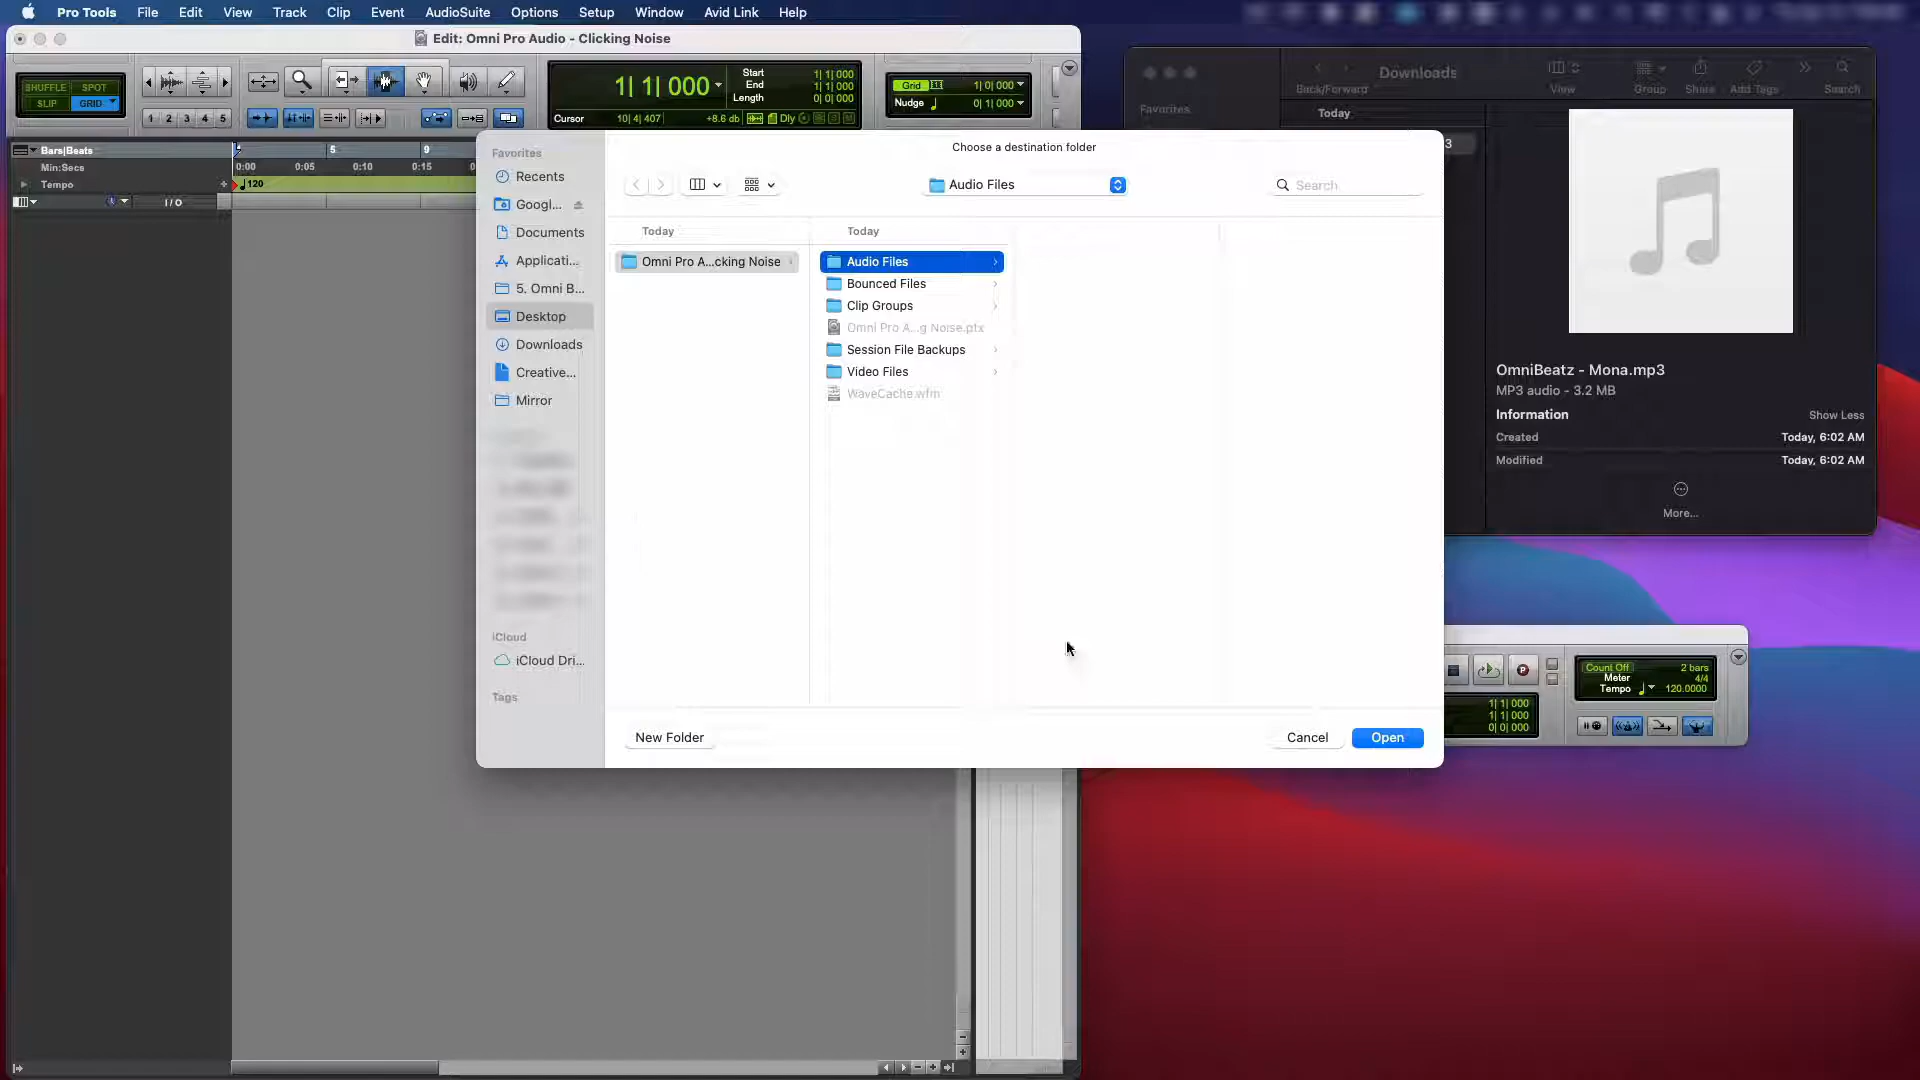 Pro Tools File Edit View Track Clip Event AudioSuite Options Setup Window Avid Link Help
Edit: Omni Pro Audio - Clicking Noise
SHUFFLE SPOT
SLIP GRID
1 2 3 4 5
1| 1| 000
Start 1| 1| 000
End 1| 1| 000
Length 0| 0| 000
Cursor 10| 4| 407 +8.6 db Dly
Grid 1| 0| 000
Nudge 0| 1| 000
Bars|Beats 5 9
Min:Secs 0:00 0:05 0:10 0:15 0
Tempo 120
I/O
Choose a destination folder
Favorites
Recents
Googl...
Documents
Applicati...
5. Omni B...
Desktop
Downloads
Creative...
Mirror
iCloud
iCloud Dri...
Tags
Audio Files
Search
Today Today
Omni Pro A...cking Noise
Audio Files
Bounced Files
Clip Groups
Omni Pro A...g Noise.ptx
Session File Backups
Video Files
WaveCache.wfm
New Folder Cancel Open
Downloads
Back/Forward View Group Share Add Tags Search
Favorites
Today
3
OmniBeatz - Mona.mp3
MP3 audio - 3.2 MB
Information Show Less
Created Today, 6:02 AM
Modified Today, 6:02 AM
More...
Count Off 2 bars
Meter 4/4
Tempo 120.0000
1| 1| 000
1| 1| 000
0| 0| 000